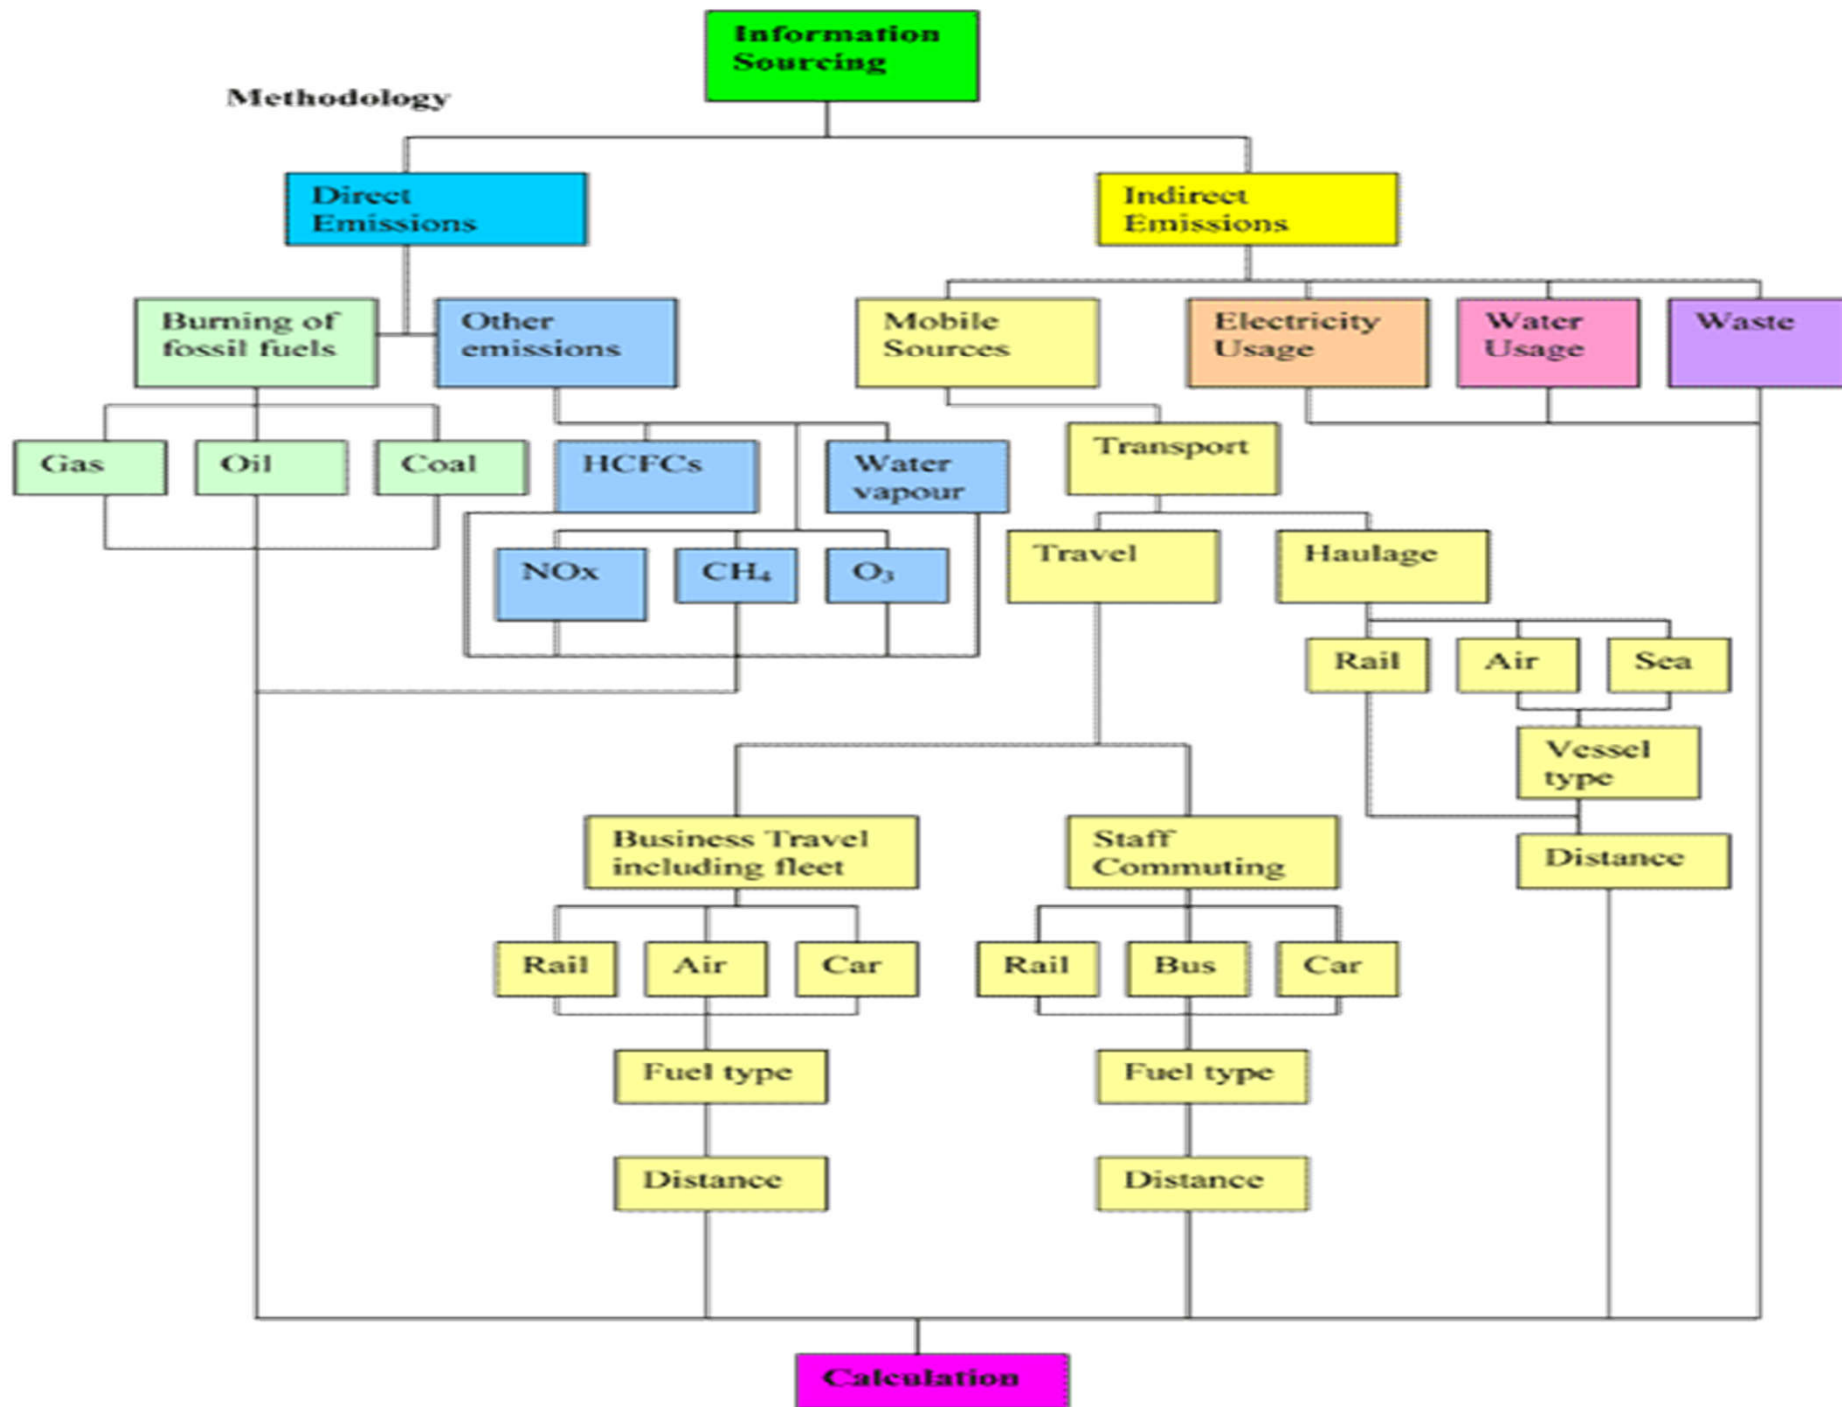 Information
Sourcing
Methodology
Direct
Emissions
Indirect
Emissions
Burning of
fossil fuels
Other
emissions
Mobile
Sources
Electricity
Usage
Water
Usage
Waste
Gas
Oil
Coal
HCFCs
Water
vapour
Transport
NOx
CH₄
O₃
Travel
Haulage
Rail
Air
Sea
Vessel
type
Business Travel
including fleet
Staff
Commuting
Distance
Rail
Air
Car
Rail
Bus
Car
Fuel type
Fuel type
Distance
Distance
Calculation